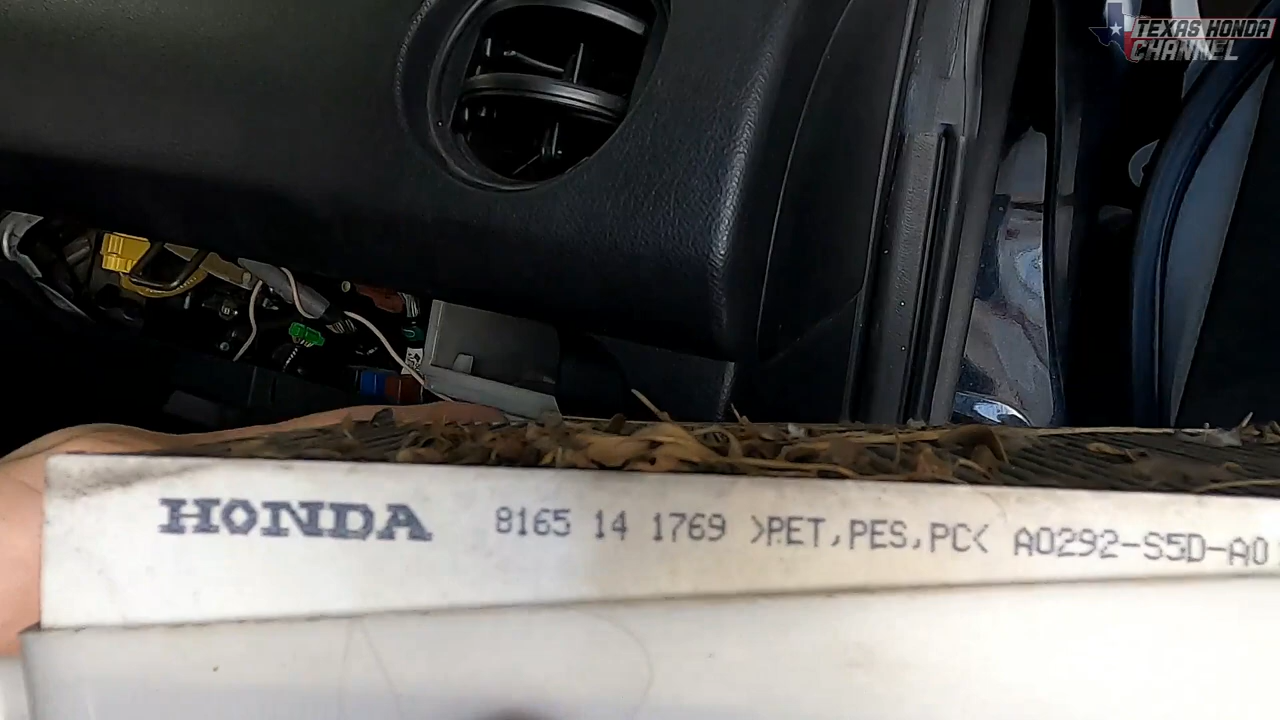 TEXAS HONDA
CHANNEL
HONDA 8165 14 1769 >PET,PES,PC< A0292-S5D-A0